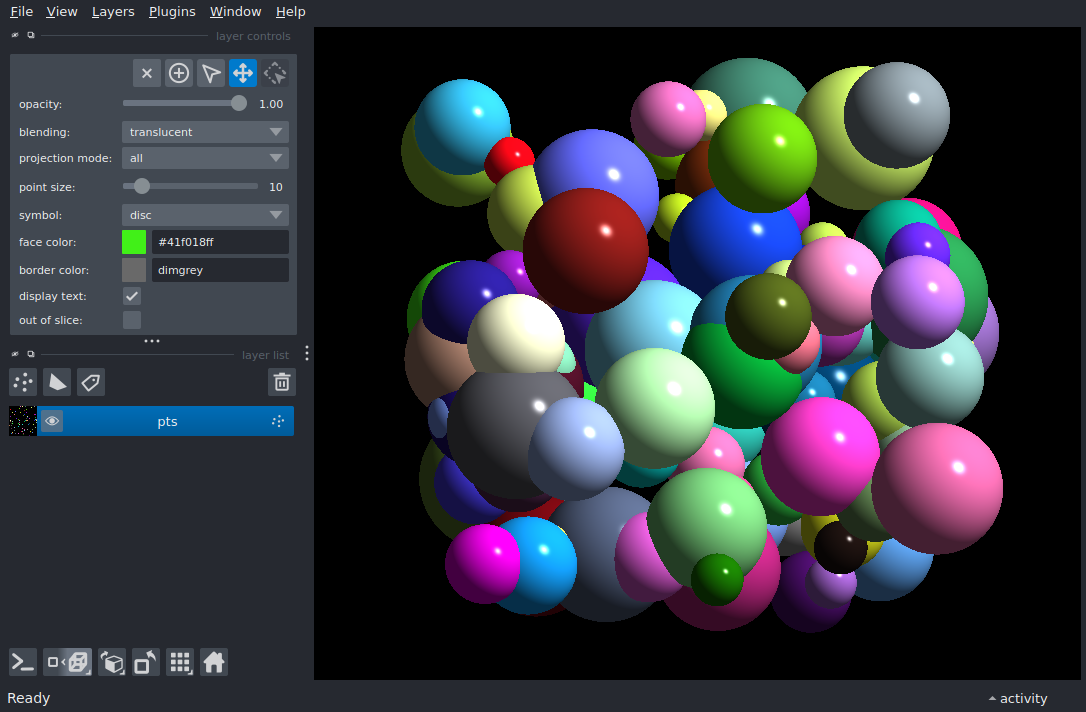 File View Layers Plugins Window Help
layer controls
opacity: 1.00
blending: translucent
projection mode: all
point size: 10
symbol: disc
face color: #41f018ff
border color: dimgrey
display text:
out of slice:
layer list
pts
Ready
activity